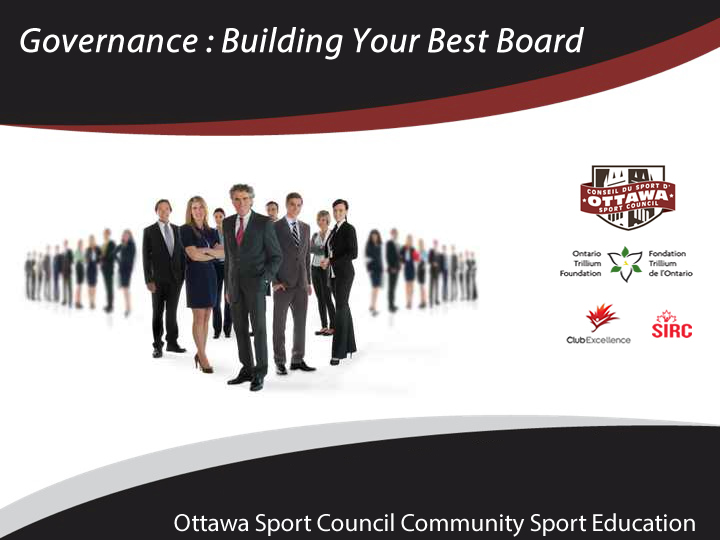 Governance : Building Your Best Board
CONSEIL DU SPORT D'
OTTAWA
SPORT COUNCIL
Ontario
Trillium
Foundation
Fondation
Trillium
de l'Ontario
ClubExcellence
SIRC
Ottawa Sport Council Community Sport Education